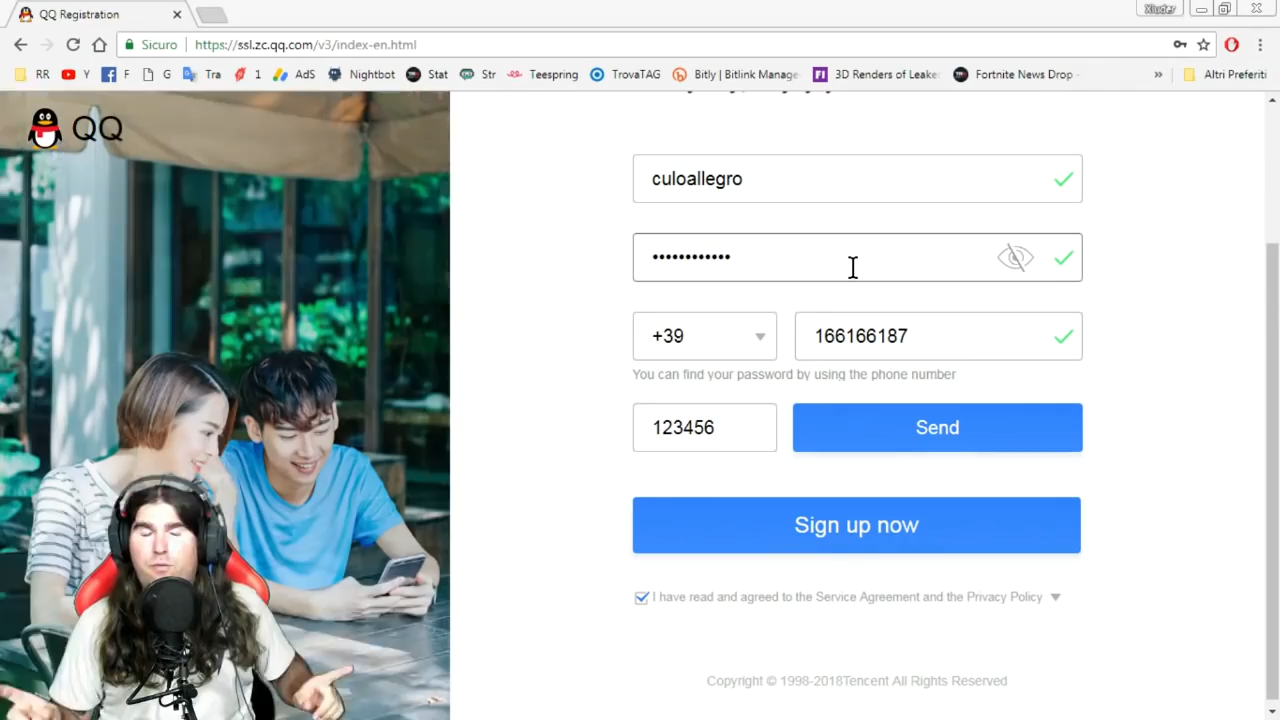 QQ Registration
Xiuder
Sicuro https://ssl.zc.qq.com/v3/index-en.html
RR Y F G Tra 1 AdS Nightbot Stat Str Teespring TrovaTAG Bitly | Bitlink Manage 3D Renders of Leake Fortnite News Drop - » Altri Preferiti
QQ
culoallegro
••••••••••••
+39 166166187
You can find your password by using the phone number
123456 Send
Sign up now
I have read and agreed to the Service Agreement and the Privacy Policy
Copyright © 1998-2018Tencent All Rights Reserved